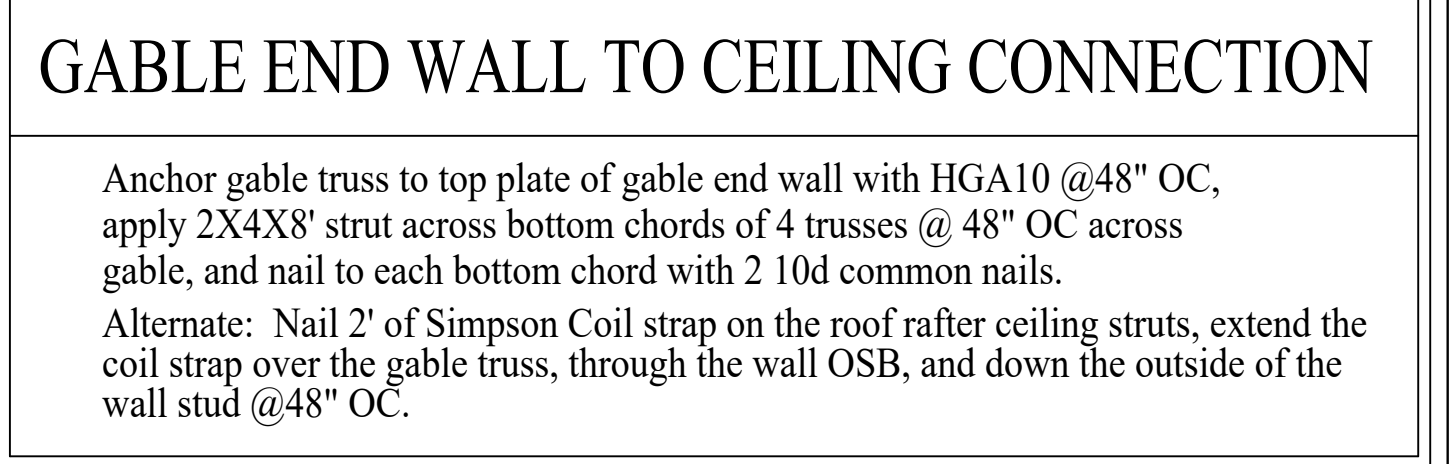 GABLE END WALL TO CEILING CONNECTION
Anchor gable truss to top plate of gable end wall with HGA10 @48" OC,
apply 2X4X8' strut across bottom chords of 4 trusses @ 48" OC across
gable, and nail to each bottom chord with 2 10d common nails.
Alternate:  Nail 2' of Simpson Coil strap on the roof rafter ceiling struts, extend the
coil strap over the gable truss, through the wall OSB, and down the outside of the
wall stud @48" OC.